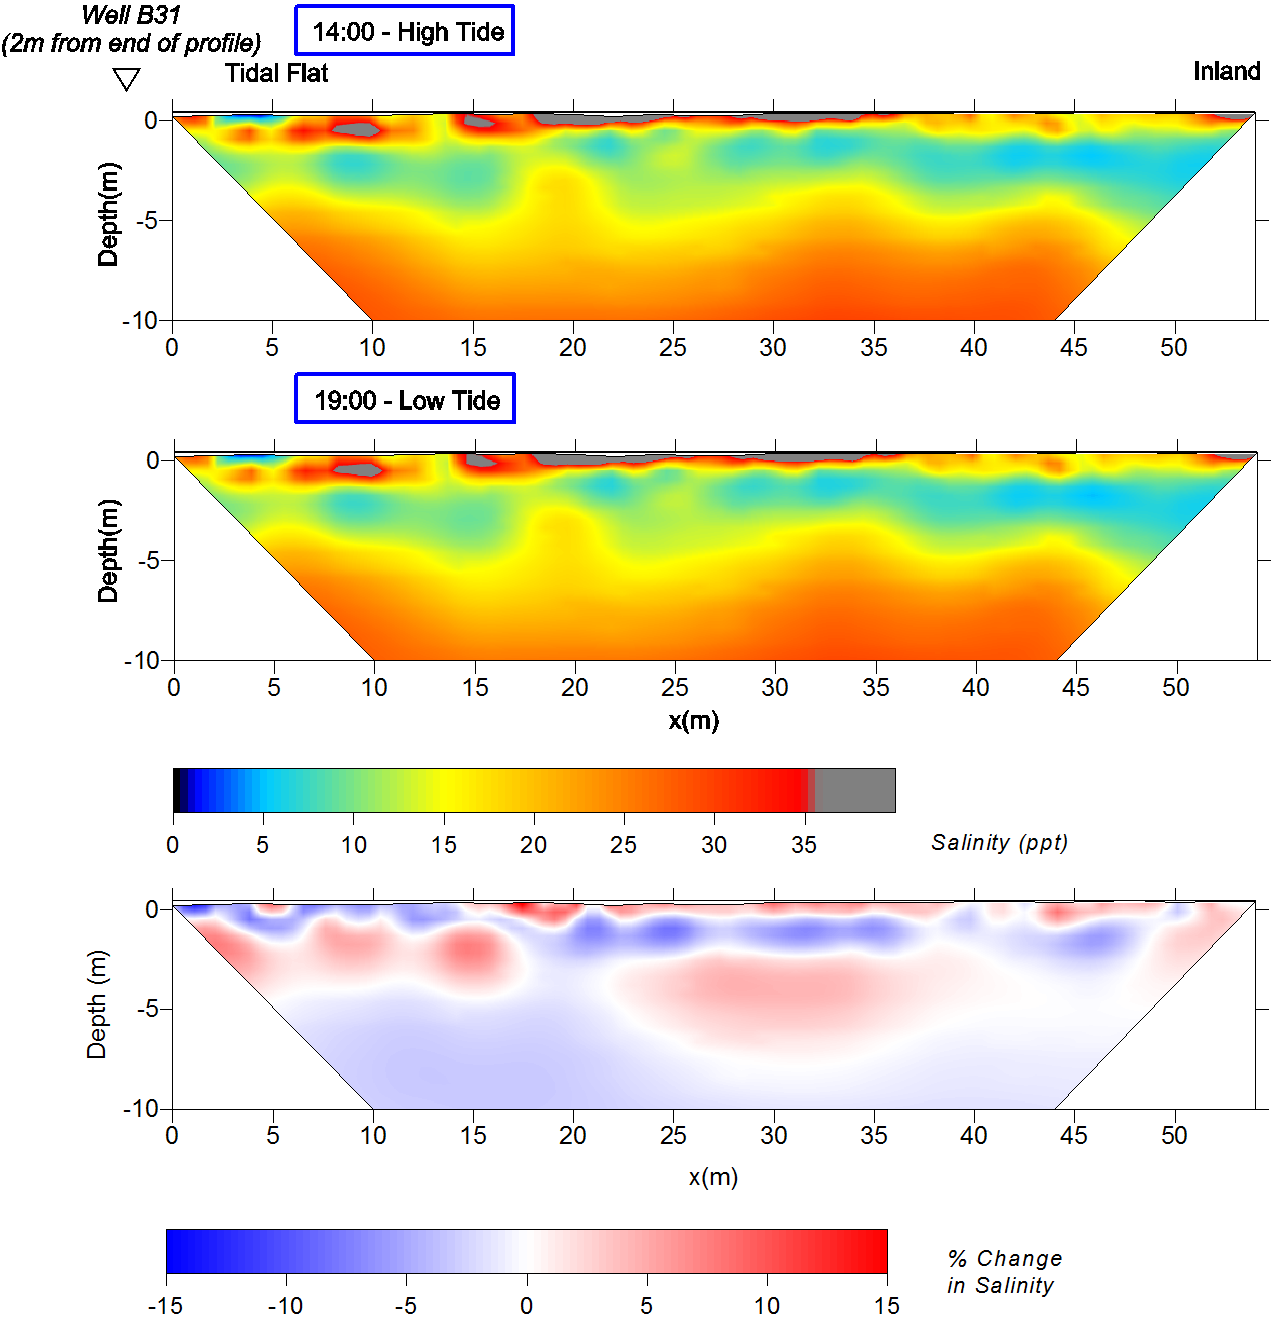 Well B31
(2m from end of profile)
14:00 - High Tide
Tidal Flat
Inland
0
-5
-10
Depth(m)
0 5 10 15 20 25 30 35 40 45 50
19:00 - Low Tide
0
-5
-10
Depth(m)
0 5 10 15 20 25 30 35 40 45 50
x(m)
0 5 10 15 20 25 30 35
Salinity (ppt)
0
-5
-10
Depth (m)
0 5 10 15 20 25 30 35 40 45 50
x(m)
% Change
in Salinity
-15 -10 -5 0 5 10 15